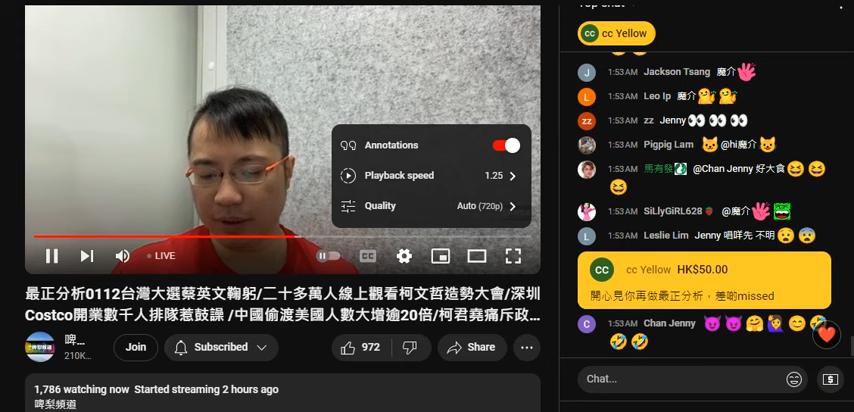 cc Yellow
Annotations
Playback speed
1.25
Quality
Auto (720p)
LIVE
最正分析0112台灣大選蔡英文鞠躬/二十多萬人線上觀看柯文哲造勢大會/深圳
Costco開業數千人排隊惹鼓譟 /中國偷渡美國人數大增逾20倍/柯君堯痛斥政...
啤...
210K...
Join
Subscribed
972
Share
1,786 watching now Started streaming 2 hours ago
啤梨頻道
1:53 AM Jackson Tsang 魔介
1:53 AM Leo Ip 魔介
zz 1:53 AM zz Jenny
1:53 AM Pigpig Lam @hi魔介
1:53 AM 馬有發 @Chan Jenny 好大食
1:53 AM SiLlyGiRL628 @魔介
1:53 AM Leslie Lim Jenny 唱咩先 不明
CC cc Yellow HK$50.00
開心見你再做最正分析，差啲missed
1:53 AM Chan Jenny
Chat...